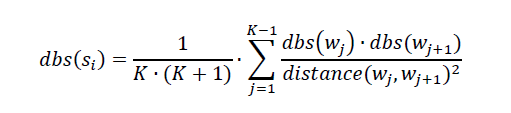 dbs(s_i) = \frac{1}{K \cdot (K + 1)} \cdot \sum_{j=1}^{K-1} \frac{dbs(w_j) \cdot dbs(w_{j+1})}{distance(w_j, w_{j+1})^2}